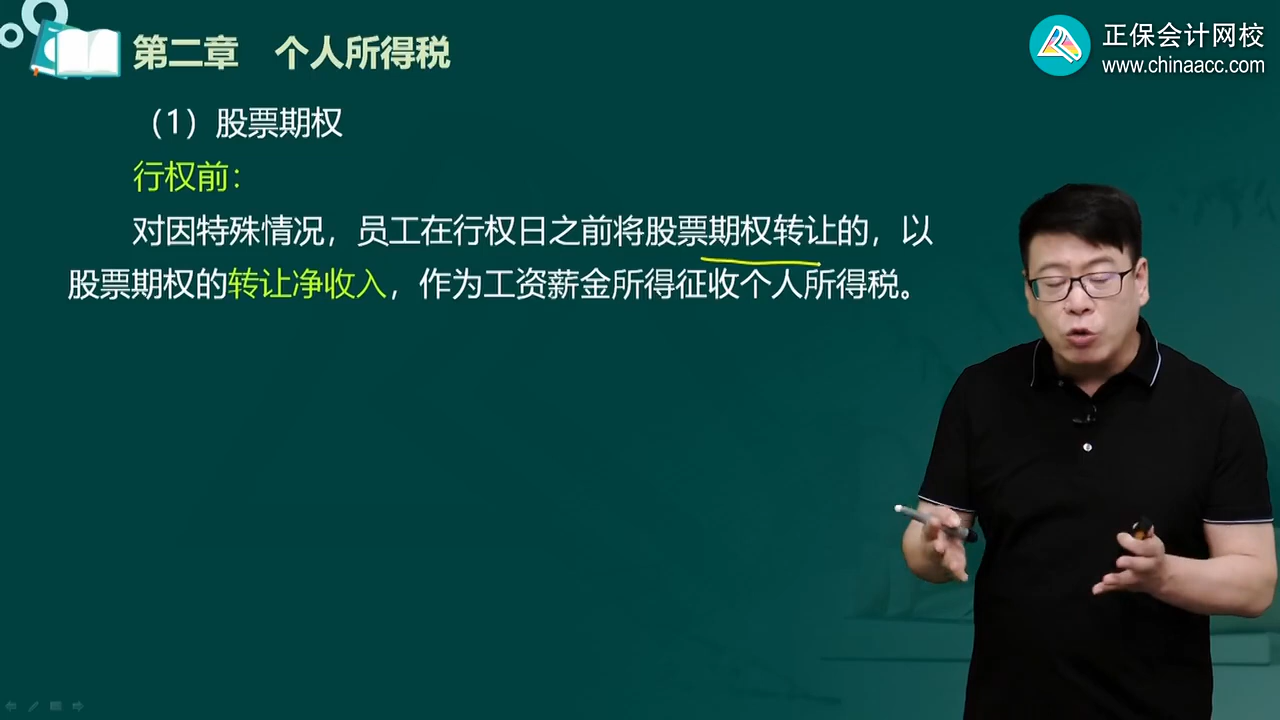 第二章 个人所得税
正保会计网校
www.chinaacc.com
（1）股票期权
行权前：
对因特殊情况，员工在行权日之前将股票期权转让的，以
股票期权的转让净收入，作为工资薪金所得征收个人所得税。